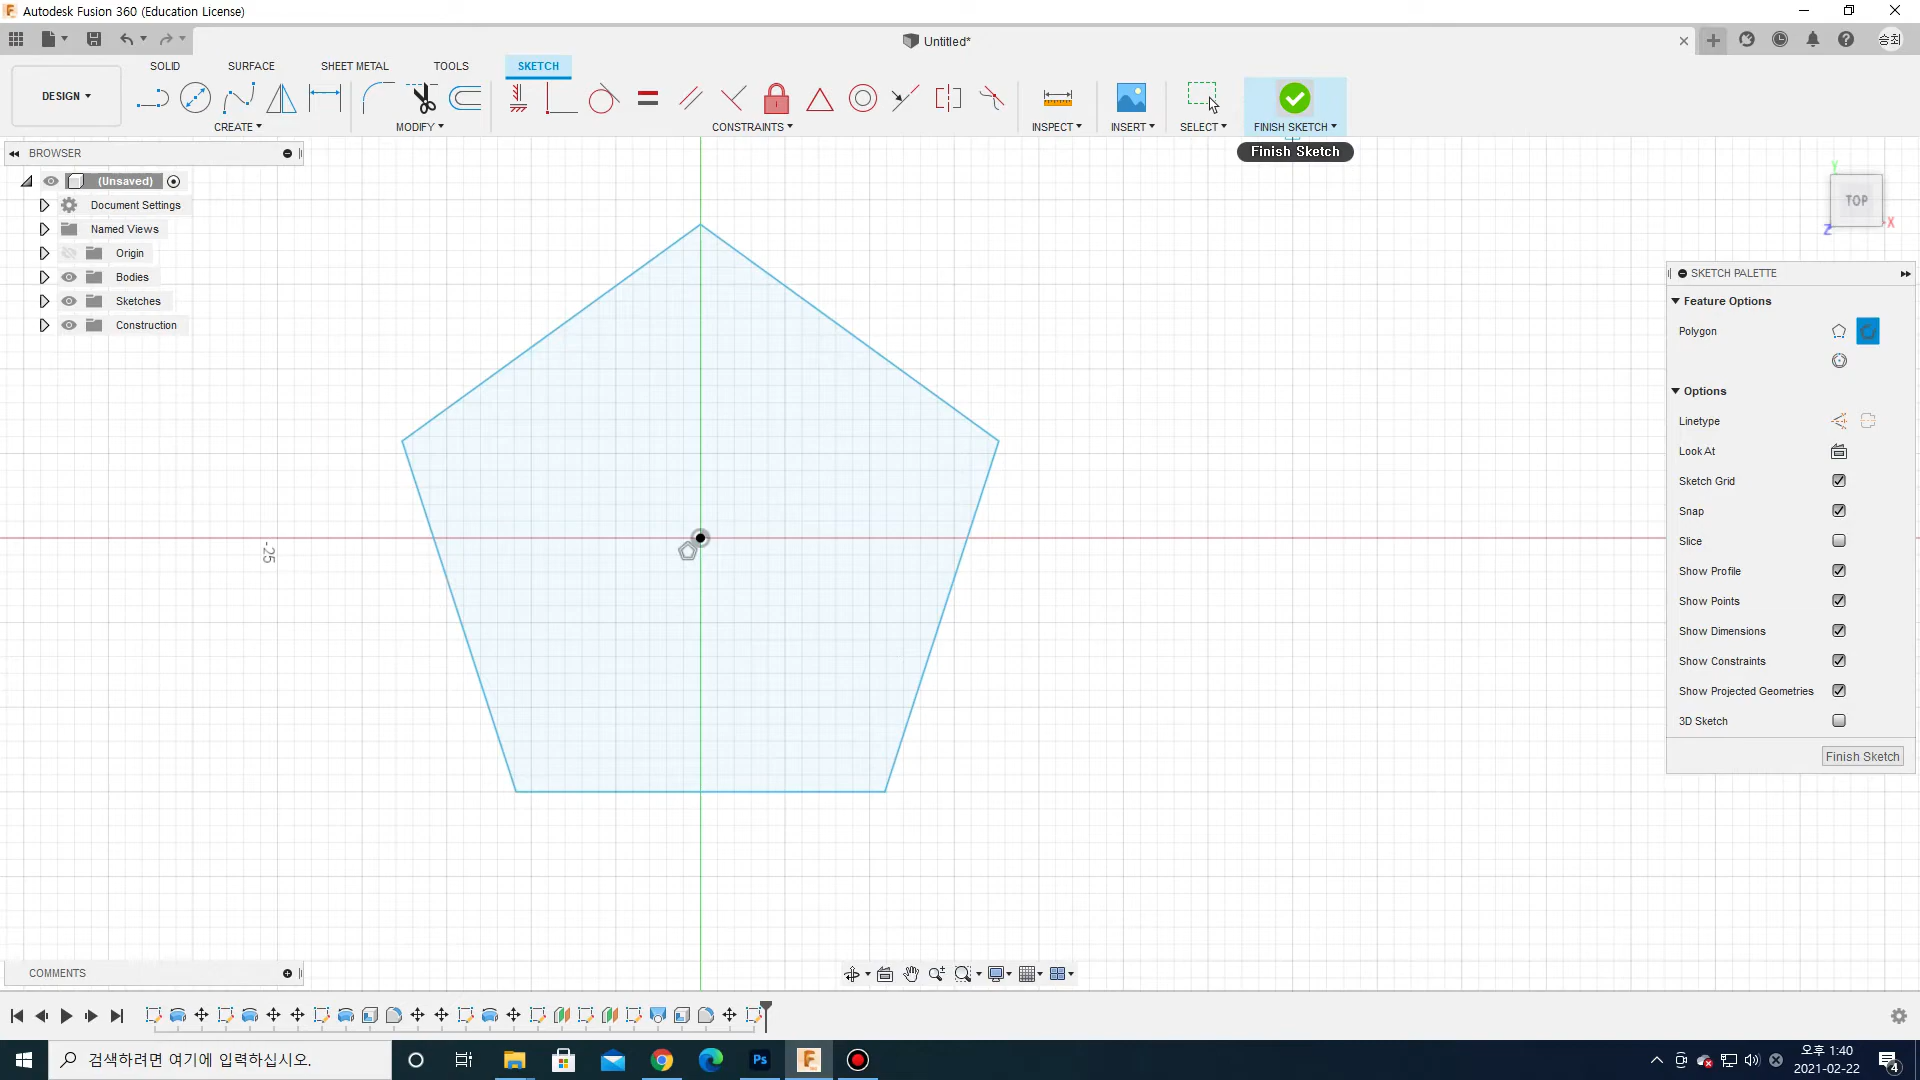 Autodesk Fusion 360 (Education License)
Untitled*
승최
DESIGN
SOLID
SURFACE
SHEET METAL
TOOLS
SKETCH
CREATE
MODIFY
CONSTRAINTS
INSPECT
INSERT
SELECT
FINISH SKETCH
Finish Sketch
BROWSER
(Unsaved)
Document Settings
Named Views
Origin
Bodies
Sketches
Construction
-25
TOP
Y
X
Z
SKETCH PALETTE
Feature Options
Polygon
Options
Linetype
Look At
Sketch Grid
Snap
Slice
Show Profile
Show Points
Show Dimensions
Show Constraints
Show Projected Geometries
3D Sketch
Finish Sketch
COMMENTS
검색하려면 여기에 입력하십시오.
Ps
F
오후 1:40
2021-02-22
4